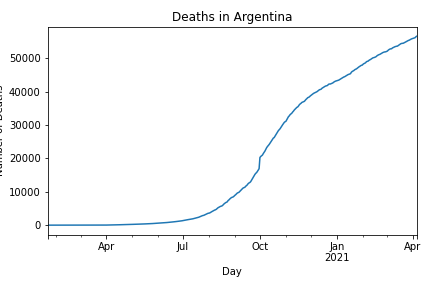 Deaths in Argentina
Number of Deaths
50000
40000
30000
20000
10000
0
Apr
Jul
Oct
Jan
2021
Apr
Day